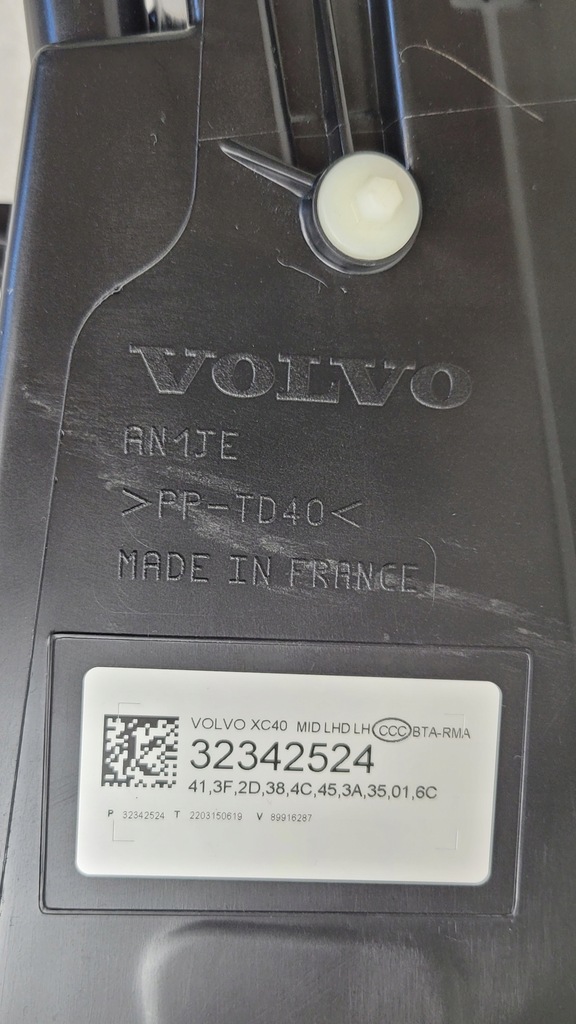 VOLVO
AN1JE
>PP-TD40<
MADE IN FRANCE
VOLVO XC40 MID LHD LH CCC BTA-RMA
32342524
41,3F,2D,38,4C,45,3A,35,01,6C
P 32342524 T 2203150619 V 89916287